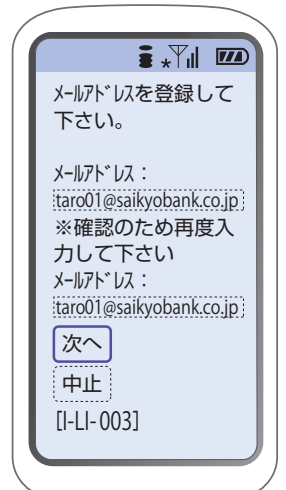 ﾒｰﾙｱﾄﾞﾚｽを登録して
下さい。
ﾒｰﾙｱﾄﾞﾚｽ：
taro01@saikyobank.co.jp
※確認のため再度入
力して下さい
ﾒｰﾙｱﾄﾞﾚｽ：
taro01@saikyobank.co.jp
次へ
中止
[I-LI-003]